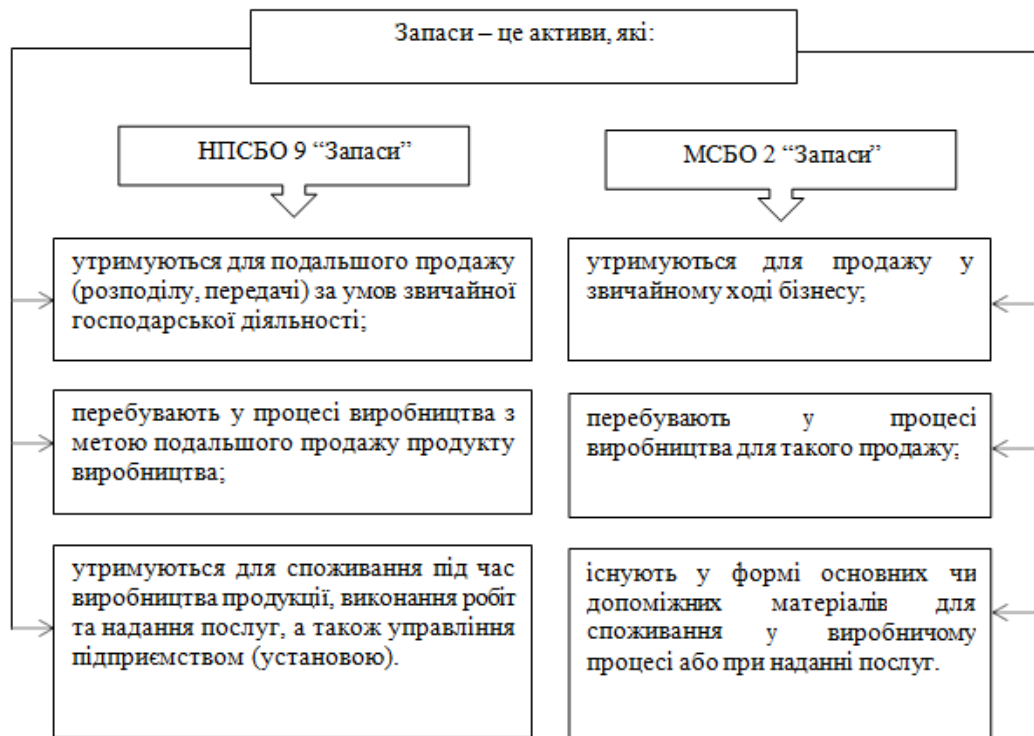 Запаси – це активи, які:
НПСБО 9 “Запаси”
утримуються для подальшого продажу
(розподілу, передачі) за умов звичайної
господарської діяльності;
перебувають у процесі виробництва з
метою подальшого продажу продукту
виробництва;
утримуються для споживання під час
виробництва продукції, виконання робіт
та надання послуг, а також управління
підприємством (установою).
МСБО 2 “Запаси”
утримуються для продажу у
звичайному ході бізнесу;
перебувають у процесі
виробництва для такого продажу;
існують у формі основних чи
допоміжних матеріалів для
споживання у виробничому
процесі або при наданні послуг.